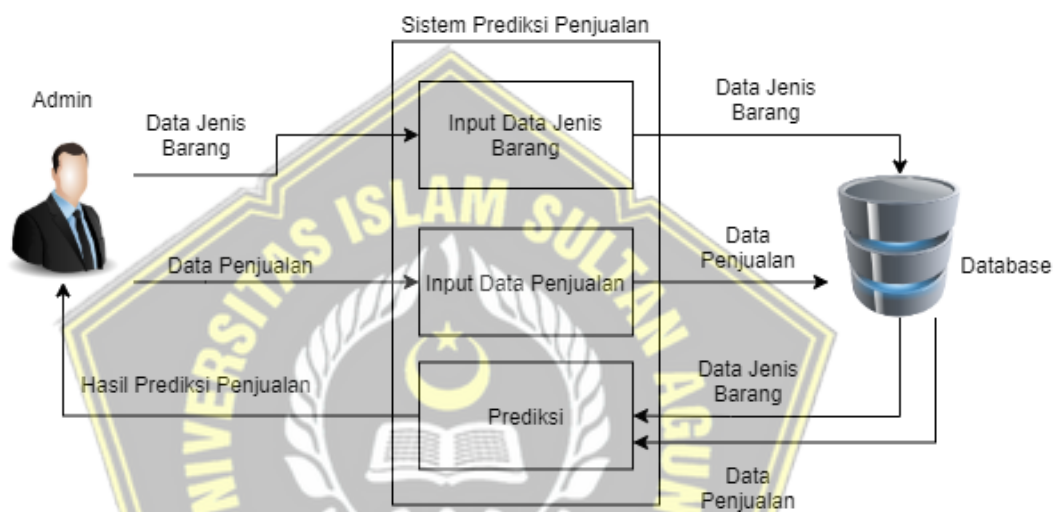 Sistem Prediksi Penjualan
Admin
Data Jenis
Barang
Input Data Jenis
Barang
Data Jenis
Barang
Data Penjualan
Input Data Penjualan
Data
Penjualan
Database
Hasil Prediksi Penjualan
Prediksi
Data Jenis
Barang
Data
Penjualan
UNIVERSITAS ISLAM SULTAN AGUN